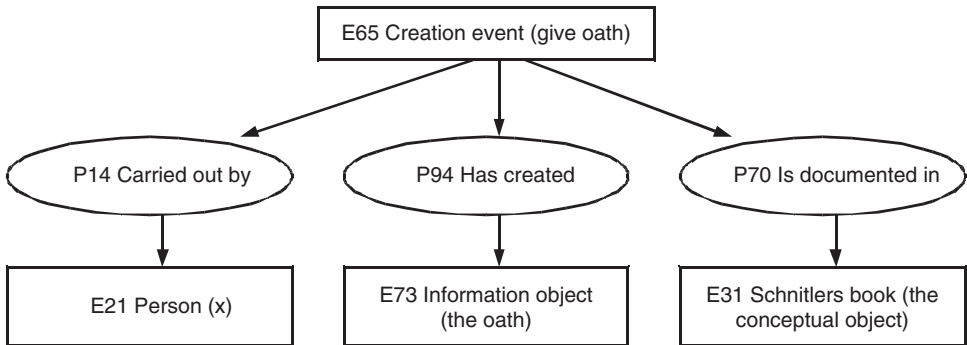 E65 Creation event (give oath)
P14 Carried out by
P94 Has created
P70 Is documented in
E21 Person (x)
E73 Information object
(the oath)
E31 Schnitlers book (the
conceptual object)